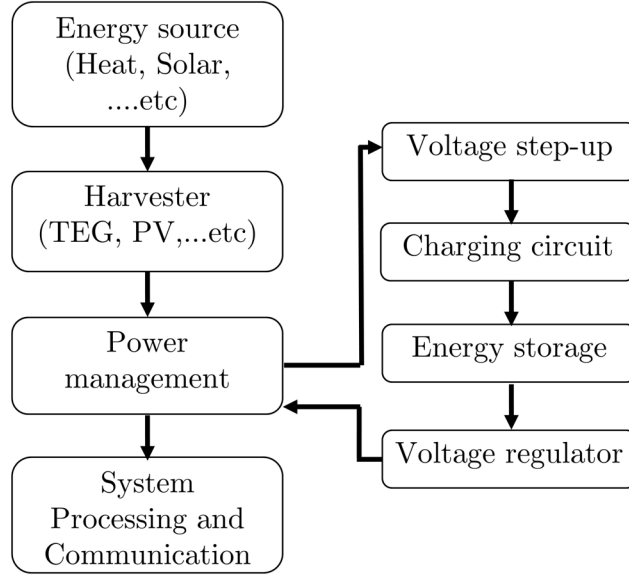 Energy source
(Heat, Solar,
....etc)
Harvester
(TEG, PV,...etc)
Power
management
System
Processing and
Communication
Voltage step-up
Charging circuit
Energy storage
Voltage regulator